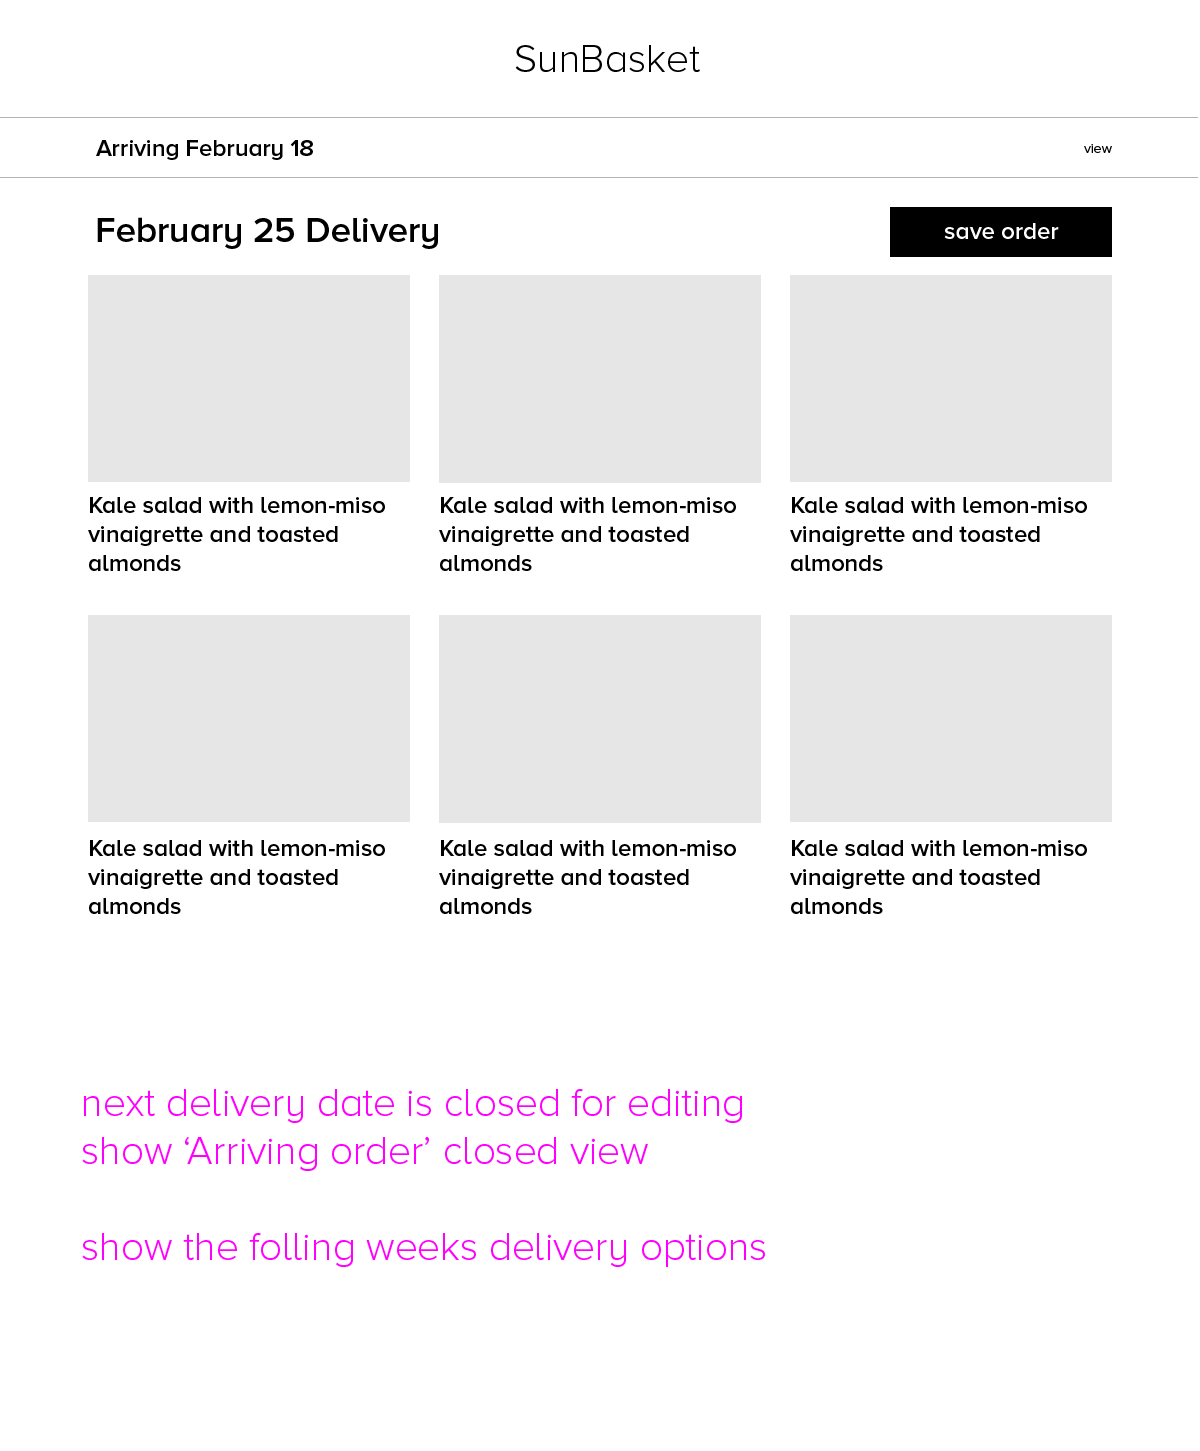 SunBasket
Arriving February 18
view
February 25 Delivery
save order
Kale salad with lemon-miso
vinaigrette and toasted
almonds
Kale salad with lemon-miso
vinaigrette and toasted
almonds
Kale salad with lemon-miso
vinaigrette and toasted
almonds
Kale salad with lemon-miso
vinaigrette and toasted
almonds
Kale salad with lemon-miso
vinaigrette and toasted
almonds
Kale salad with lemon-miso
vinaigrette and toasted
almonds
next delivery date is closed for editing
show ‘Arriving order’ closed view
show the folling weeks delivery options